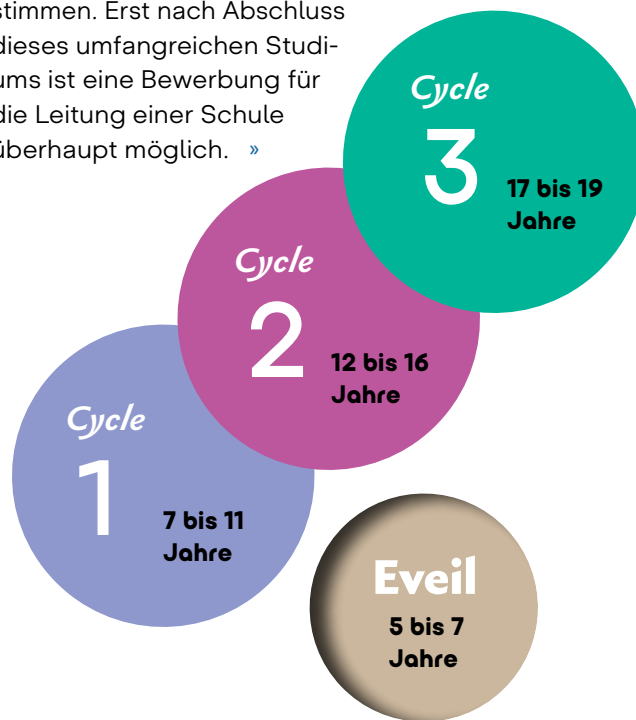 stimmen. Erst nach Abschluss
dieses umfangreichen Studi-
ums ist eine Bewerbung für
die Leitung einer Schule
überhaupt möglich. »
Cycle
3
17 bis 19
Jahre
Cycle
2
12 bis 16
Jahre
Cycle
1
7 bis 11
Jahre
Eveil
5 bis 7
Jahre